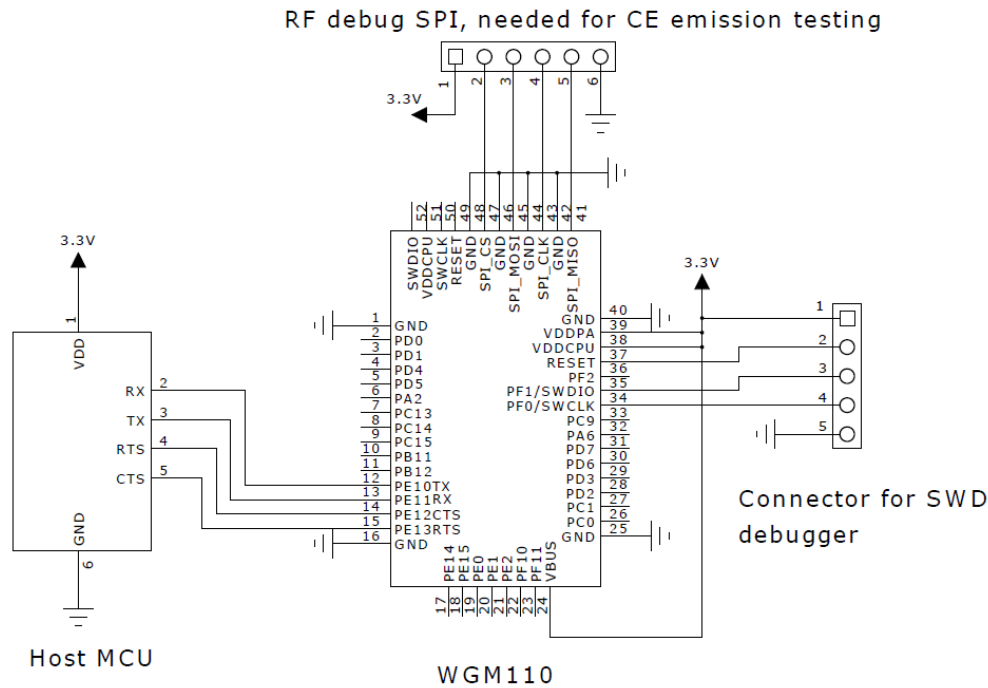 RF debug SPI, needed for CE emission testing
1
2
3
4
5
6
3.3V
52
51
50
49
48
47
46
45
44
43
42
41
SWDIO
VDDCPU
SWCLK
RESET
GND
SPI_CS
GND
SPI_MOSI
GND
SPI_CLK
GND
SPI_MISO
3.3V
1
VDD
RX 2
TX 3
RTS 4
CTS 5
GND
6
Host MCU
1 GND
2 PD0
3 PD1
4 PD4
5 PD5
6 PA2
7 PC13
8 PC14
9 PC15
10 PB11
11 PB12
12 PE10TX
13 PE11RX
14 PE12CTS
15 PE13RTS
16 GND
PE14
PE15
PE0
PE1
PE2
PF10
PF11
VBUS
17
18
19
20
21
22
23
24
GND 40
VDDPA 39
VDDCPU 38
RESET 37
PF2 36
PF1/SWDIO 35
PF0/SWCLK 34
PC9 33
PA6 32
PD7 31
PD6 30
PD3 29
PD2 28
PC1 27
PC0 26
GND 25
WGM110
3.3V
1
2
3
4
5
Connector for SWD
debugger